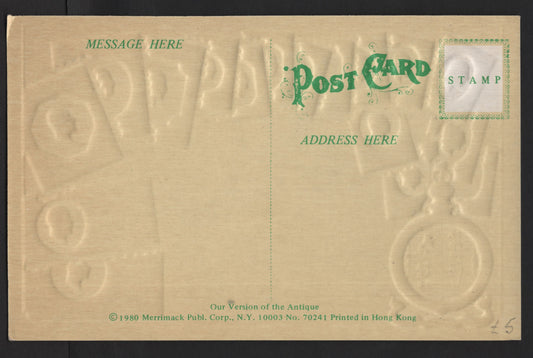 MESSAGE HERE
POST CARD
STAMP
ADDRESS HERE
Our Version of the Antique
©1980 Merrimack Publ. Corp., N.Y. 10003 No. 70241 Printed in Hong Kong
£5